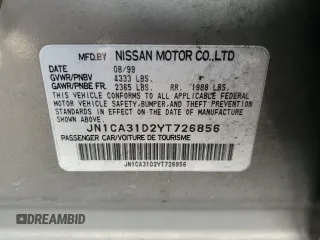 MFD.BY NISSAN MOTOR CO.,LTD
DATE 08/99
GVWR/PNBV 4333 LBS.
GAWR/PNBE FR. 2365 LBS. RR. 1988 LBS.
THIS VEHICLE CONFORMS TO ALL APPLICABLE FEDERAL
MOTOR VEHICLE SAFETY,BUMPER,AND THEFT PREVENTION
STANDARDS IN EFFECT ON THE DATE OF MANUFACTURE
SHOWN ABOVE.
JN1CA31D2YT726856
PASSENGER CAR/VOITURE DE TOURISME
JN1CA31D2YT726856
DREAMBID